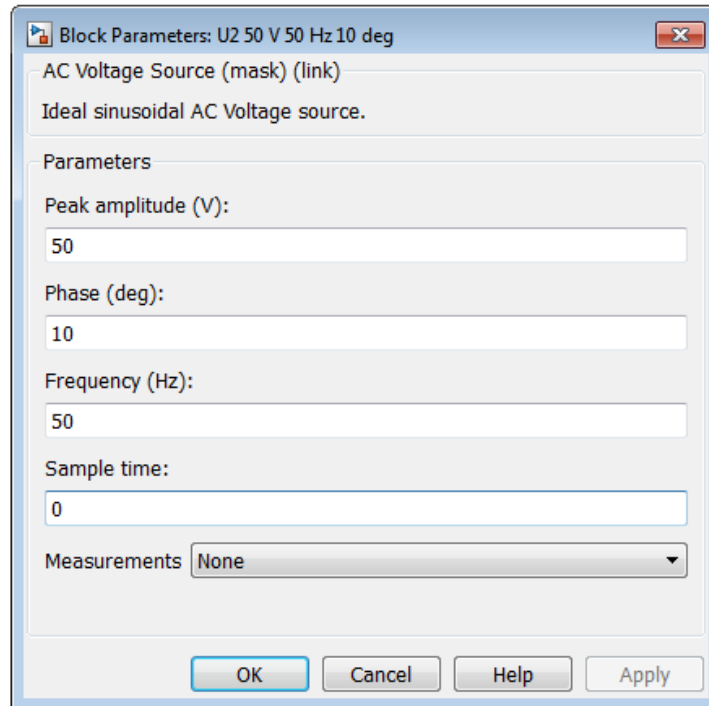 Block Parameters: U2 50 V 50 Hz 10 deg
AC Voltage Source (mask) (link)
Ideal sinusoidal AC Voltage source.
Parameters
Peak amplitude (V):
50
Phase (deg):
10
Frequency (Hz):
50
Sample time:
0
Measurements None
OK Cancel Help Apply